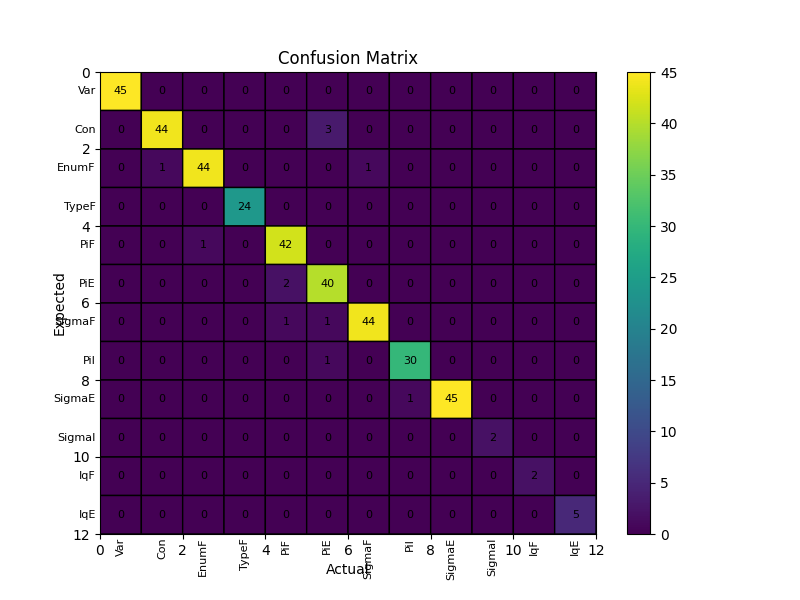 Confusion Matrix
0 45
Var 45 0 0 0 0 0 0 0 0 0 0 0
40
Con 0 44 0 0 0 3 0 0 0 0 0 0
2
35
EnumF 0 1 44 0 0 0 1 0 0 0 0 0
30
TypeF 0 0 0 24 0 0 0 0 0 0 0 0
4
PiF 0 0 1 0 42 0 0 0 0 0 0 0
25
PiE 0 0 0 0 2 40 0 0 0 0 0 0
6
Expected
20
SigmaF 0 0 0 0 1 1 44 0 0 0 0 0
15
PiI 0 0 0 0 0 1 0 30 0 0 0 0
8
SigmaE 0 0 0 0 0 0 0 1 45 0 0 0
10
SigmaI 0 0 0 0 0 0 0 0 0 2 0 0
10
5
IqF 0 0 0 0 0 0 0 0 0 0 2 0
IqE 0 0 0 0 0 0 0 0 0 0 0 5
12 0
0 2 4 6 8 10 12
Var Con EnumF TypeF PiF PiE SigmaF PiI SigmaE SigmaI IqF IqE
Actual